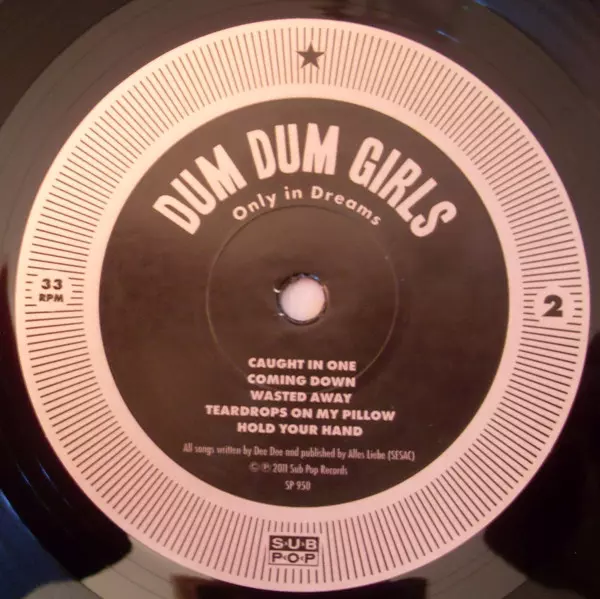 DUM DUM GIRLS
Only in Dreams
33
RPM
2
CAUGHT IN ONE
COMING DOWN
WASTED AWAY
TEARDROPS ON MY PILLOW
HOLD YOUR HAND
All songs written by Dee Dee and published by Alles Liebe (SESAC)
© ℗ 2011 Sub Pop Records
SP 950
SUB
POP